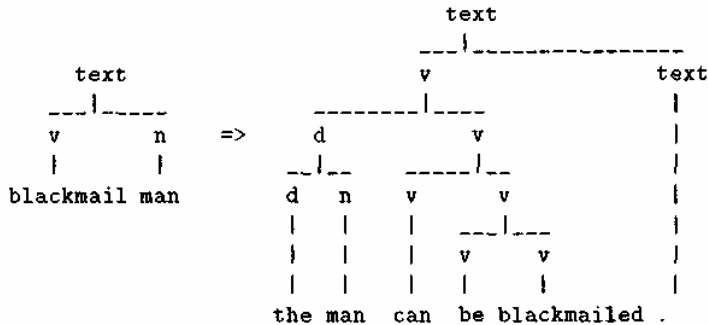 text
text v text
v n => d v
blackmail man d n v v
v v
the man can be blackmailed .